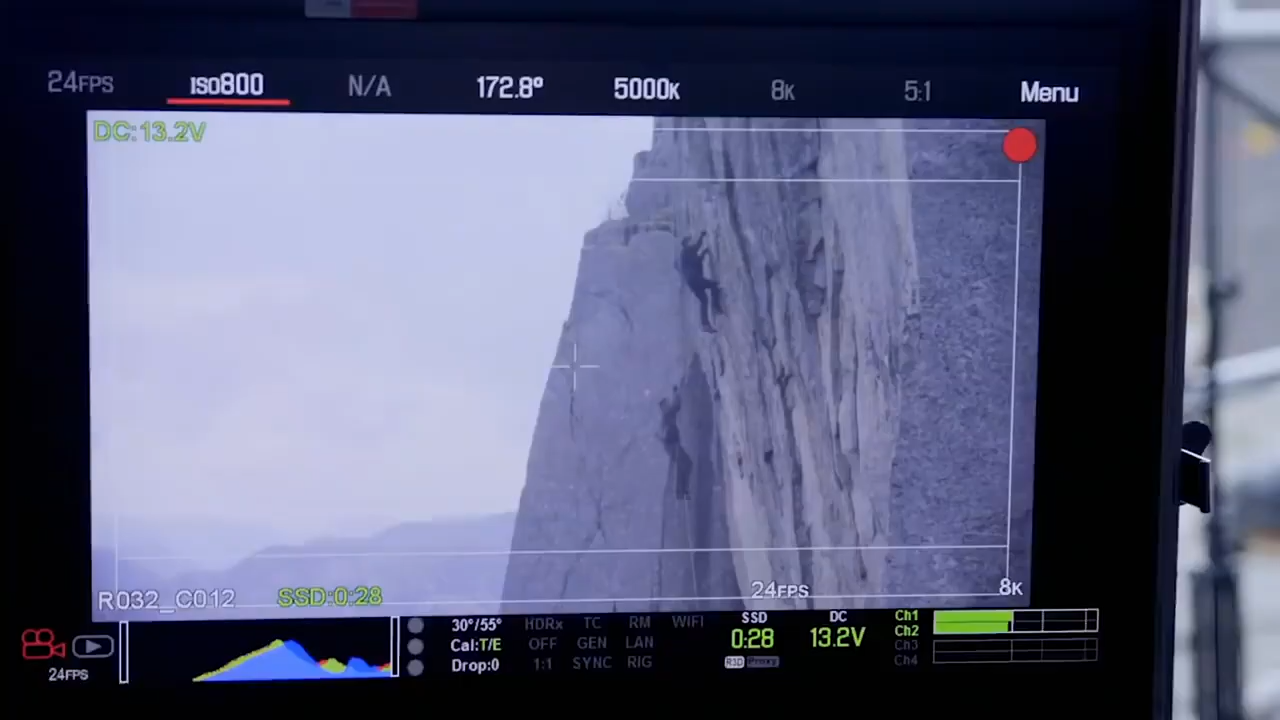 24FPS ISO800 N/A 172.8° 5000K 8K 5:1 Menu
DC:13.2V
24FPS 8K
R032_C012 SSD:0:28
30°/55° HDRx TC RM WIFI SSD DC Ch1
Cal:T/E OFF GEN LAN 0:28 13.2V Ch2
Ch3
Drop:0 1:1 SYNC RIG R3D Proxy Ch4
24FPS